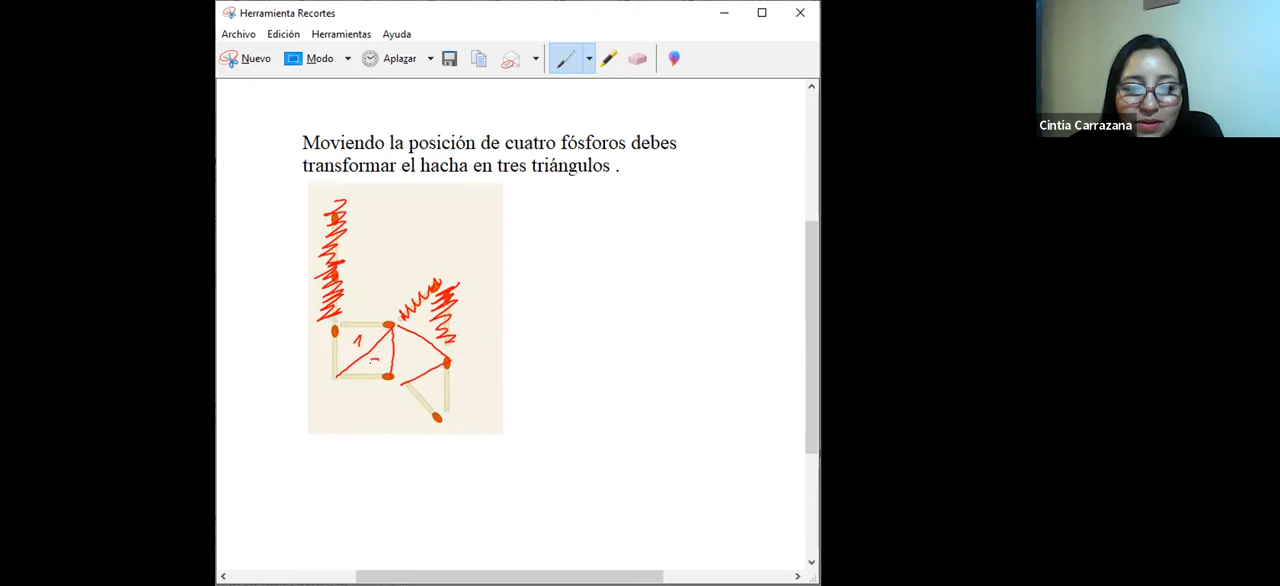 Herramienta Recortes
Archivo Edición Herramientas Ayuda
Nuevo Modo Aplazar
Cintia Carrazana
Moviendo la posición de cuatro fósforos debes
transformar el hacha en tres triángulos .
1